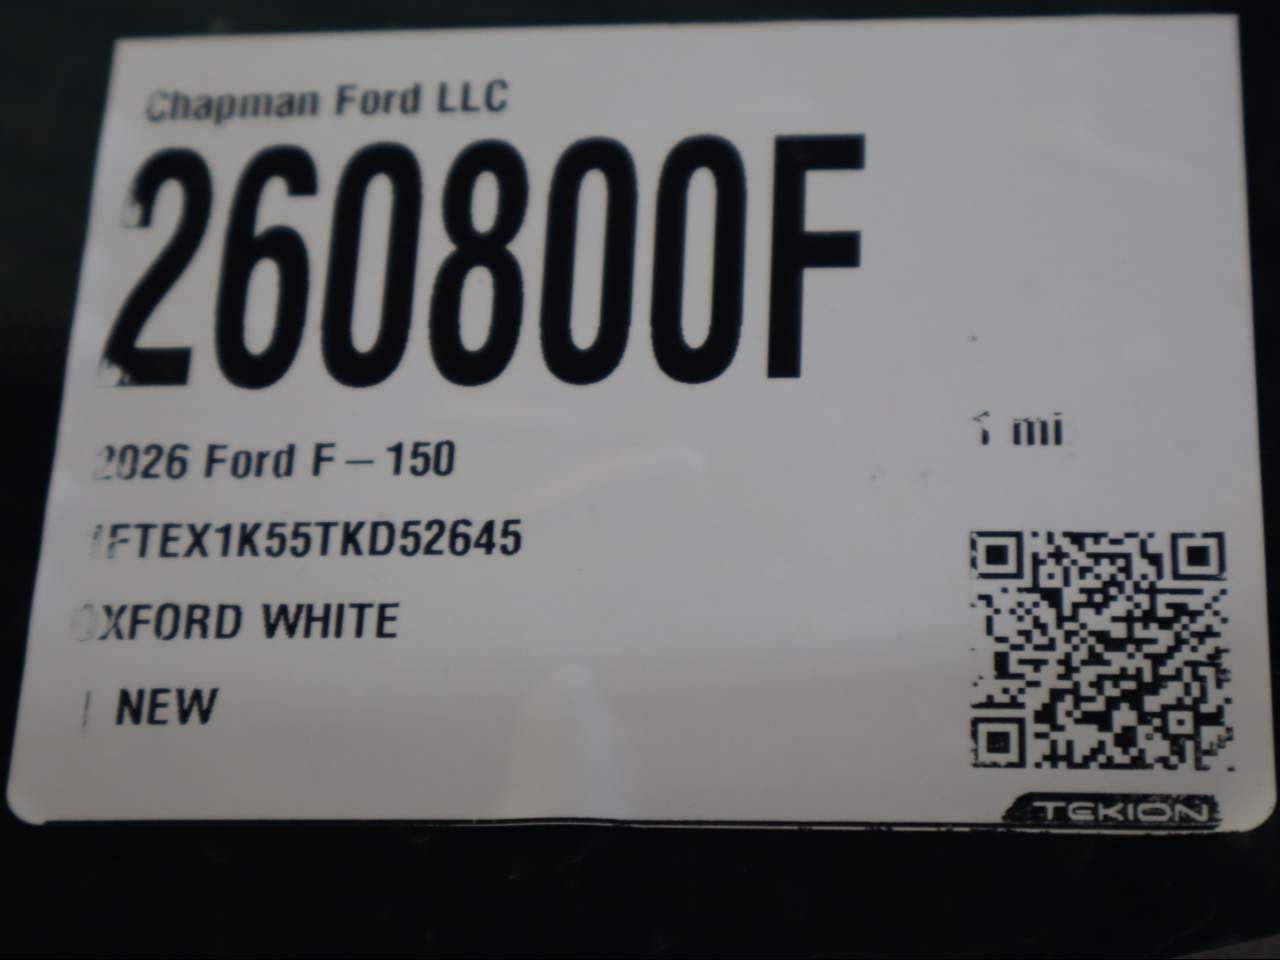 Chapman Ford LLC
260800F
1 mi
2026 Ford F – 150
1FTEX1K55TKD52645
OXFORD WHITE
| NEW
TEKION